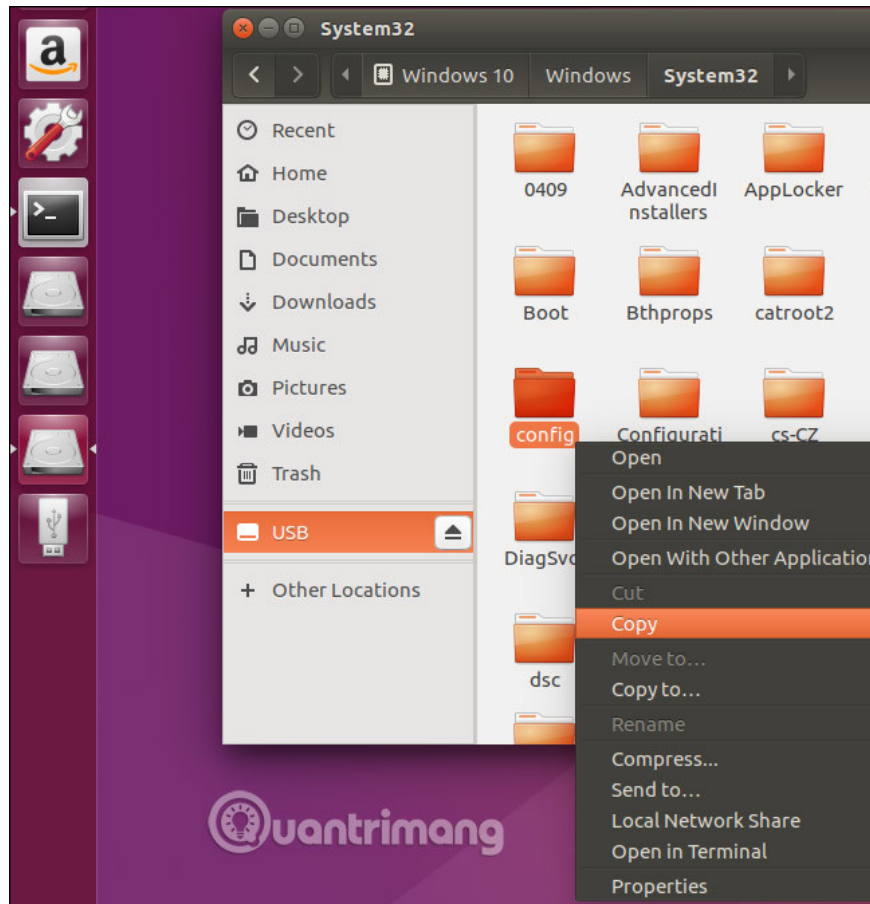 System32
Windows 10 Windows System32
Recent
Home
Desktop
Documents
Downloads
Music
Pictures
Videos
Trash
USB
Other Locations
0409
AdvancedI
nstallers
AppLocker
Boot
Bthprops
catroot2
config
Configurati
cs-CZ
DiagSvc
dsc
Open
Open In New Tab
Open In New Window
Open With Other Application
Cut
Copy
Move to...
Copy to...
Rename
Compress...
Send to...
Local Network Share
Open in Terminal
Properties
Quantrimang